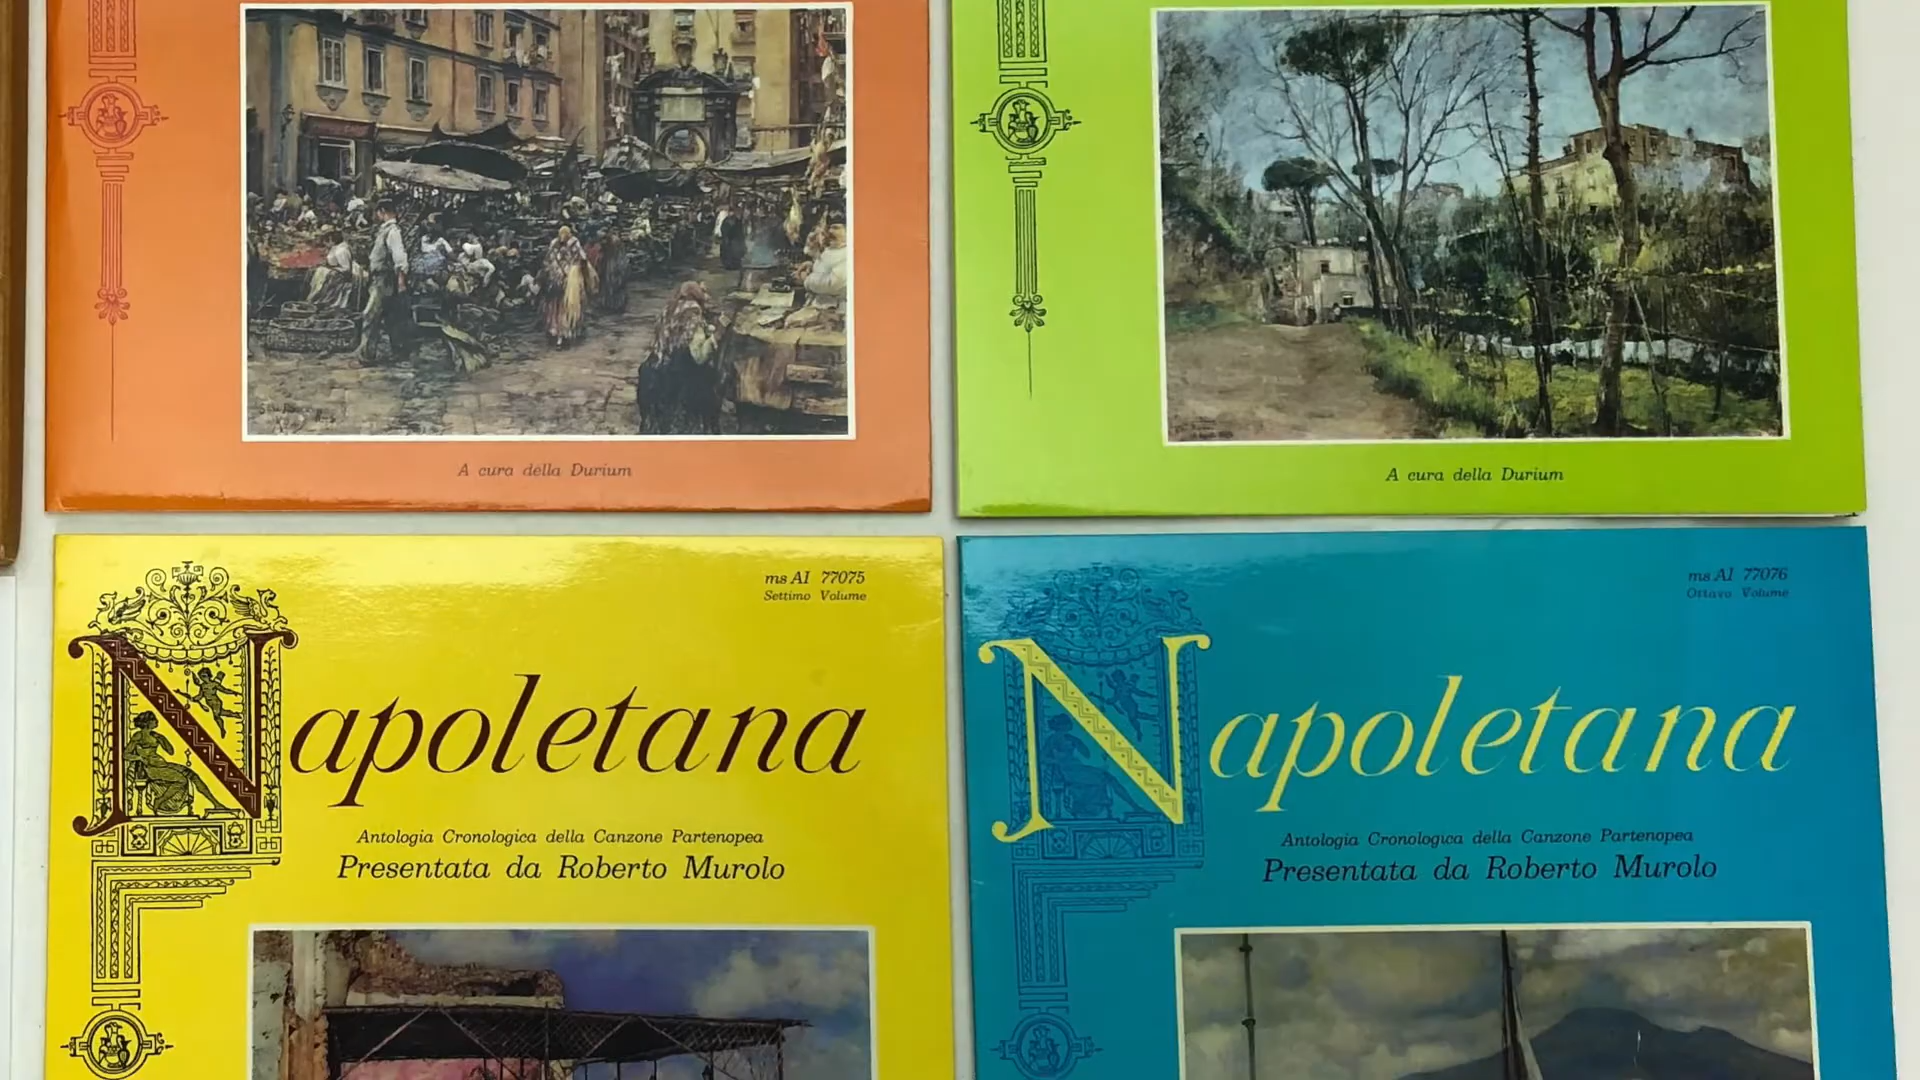 A cura della Durium
A cura della Durium
ms AI 77075
Settimo Volume
Napoletana
Antologia Cronologica della Canzone Partenopea
Presentata da Roberto Murolo
ms AI 77076
Ottavo Volume
Napoletana
Antologia Cronologica della Canzone Partenopea
Presentata da Roberto Murolo